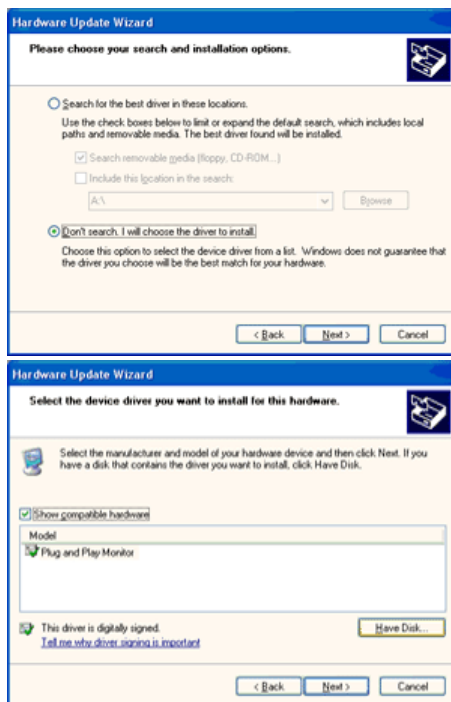 Hardware Update Wizard
Please choose your search and installation options.
Search for the best driver in these locations.
Use the check boxes below to limit or expand the default search, which includes local
paths and removable media. The best driver found will be installed.
Search removable media (floppy, CD-ROM...)
Include this location in the search:
A:\
Browse
Don't search. I will choose the driver to install.
Choose this option to select the device driver from a list. Windows does not guarantee that
the driver you choose will be the best match for your hardware.
< Back Next > Cancel
Hardware Update Wizard
Select the device driver you want to install for this hardware.
Select the manufacturer and model of your hardware device and then click Next. If you
have a disk that contains the driver you want to install, click Have Disk.
Show compatible hardware
Model
Plug and Play Monitor
This driver is digitally signed. Have Disk...
Tell me why driver signing is important
< Back Next > Cancel